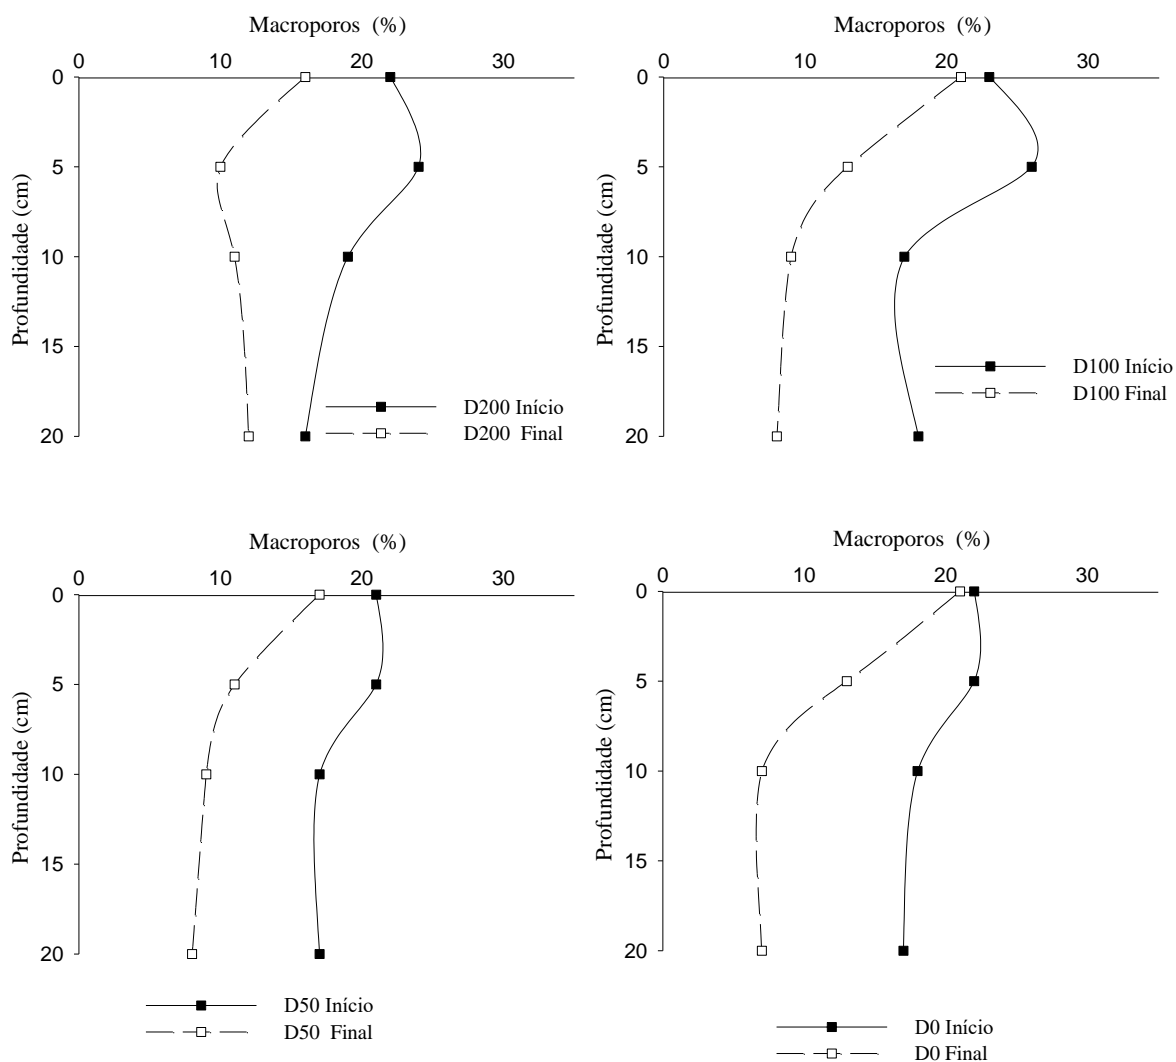 Macroporos (%)
0 10 20 30
0
5
10
15
20
Profundidade (cm)
D200 Início
D200 Final
Macroporos (%)
0 10 20 30
0
5
10
15
20
Profundidade (cm)
D100 Início
D100 Final
Macroporos (%)
0 10 20 30
0
5
10
15
20
Profundidade (cm)
D50 Início
D50 Final
Macroporos (%)
0 10 20 30
0
5
10
15
20
Profundidade (cm)
D0 Início
D0 Final